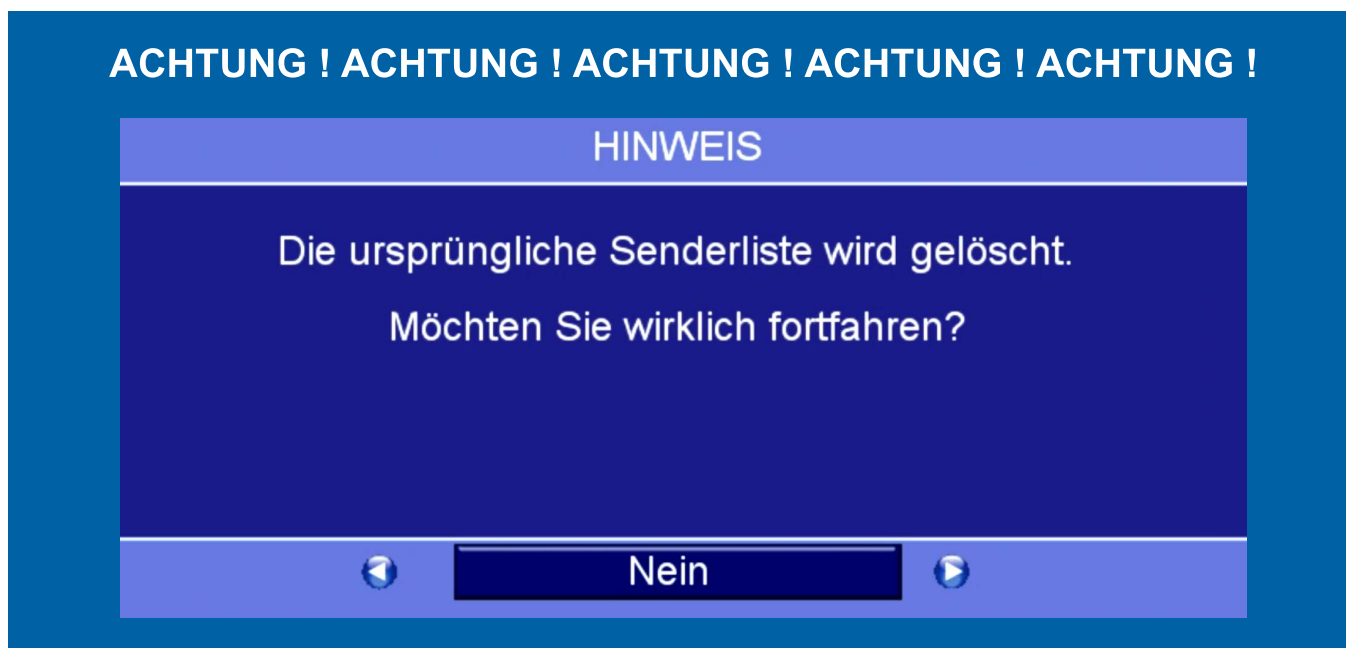 ACHTUNG ! ACHTUNG ! ACHTUNG ! ACHTUNG ! ACHTUNG !
HINWEIS
Die ursprüngliche Senderliste wird gelöscht.
Möchten Sie wirklich fortfahren?
Nein